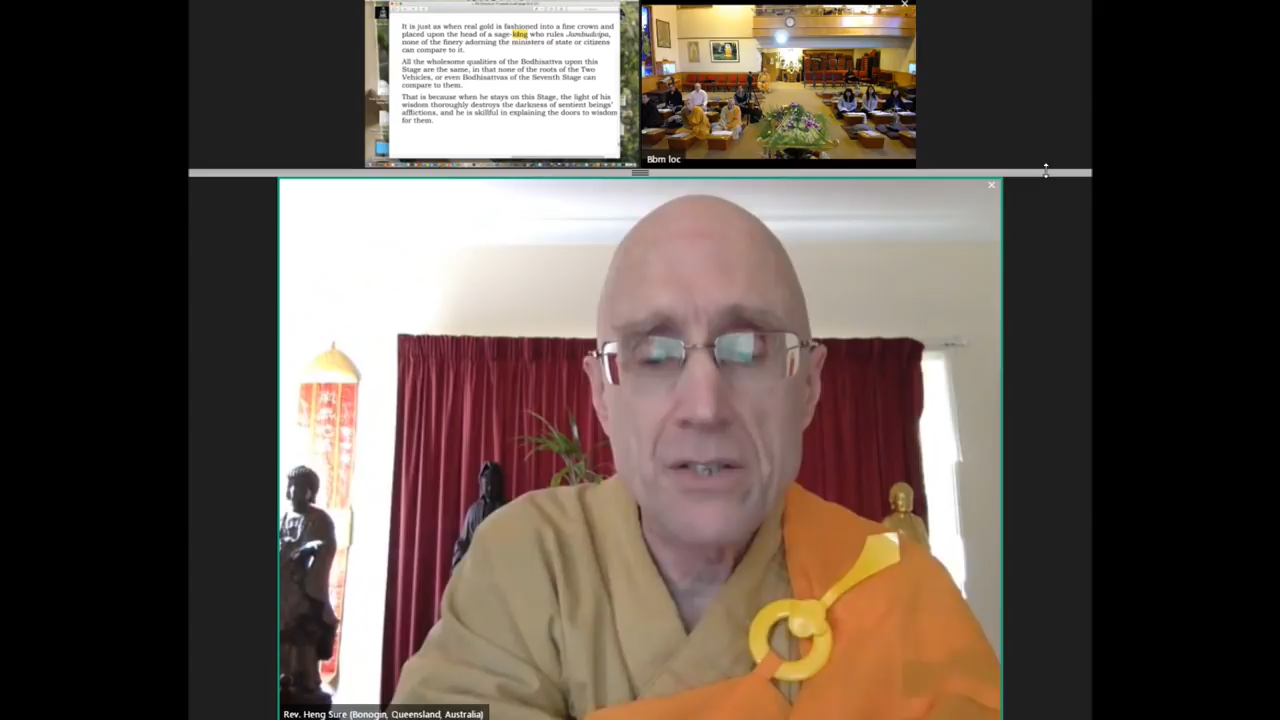 It is just as when real gold is fashioned into a fine crown and
placed upon the head of a sage-king who rules Jambudvipa,
none of the finery adorning the ministers of state or citizens
can compare to it.
All the wholesome qualities of the Bodhisattva upon this
Stage are the same, in that none of the roots of the Two
Vehicles, or even Bodhisattvas of the Seventh Stage can
compare to them.
That is because when he stays on this Stage, the light of his
wisdom thoroughly destroys the darkness of sentient beings'
afflictions, and he is skillful in explaining the doors to wisdom
for them.
Bbm loc
Rev. Heng Sure (Bonogin, Queensland, Australia)